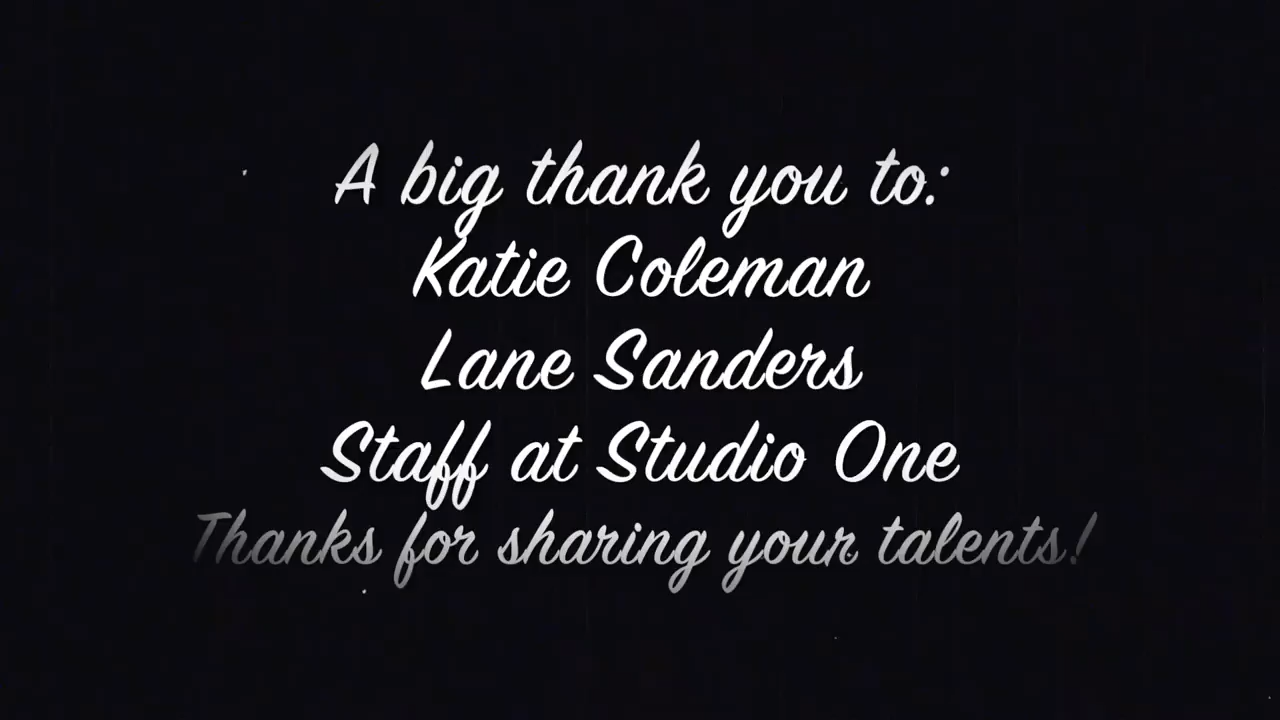 A big thank you to:
Katie Coleman
Lane Sanders
Staff at Studio One
Thanks for sharing your talents!